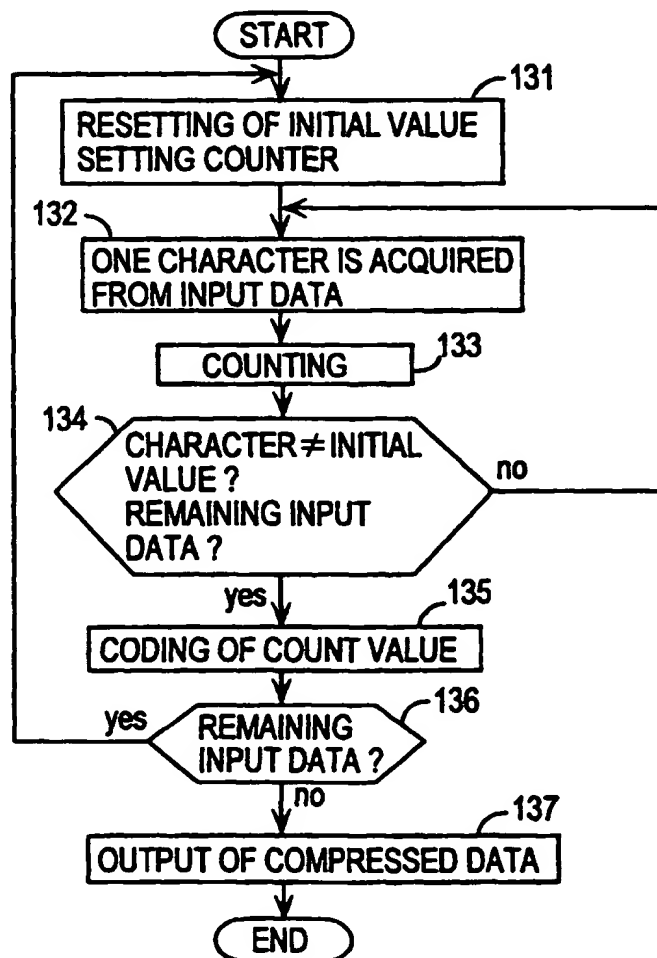 START
131
RESETTING OF INITIAL VALUE
SETTING COUNTER
132
ONE CHARACTER IS ACQUIRED
FROM INPUT DATA
COUNTING
133
134
CHARACTER ≠ INITIAL
VALUE ?
REMAINING INPUT
DATA ?
no
yes
135
CODING OF COUNT VALUE
yes
136
REMAINING
INPUT DATA ?
no
137
OUTPUT OF COMPRESSED DATA
END